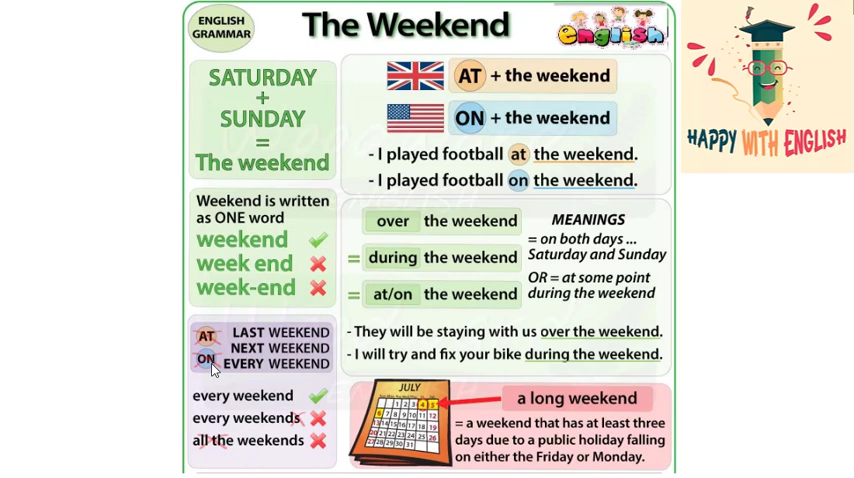 ENGLISH
GRAMMAR
The Weekend
english
SATURDAY
+
SUNDAY
=
The weekend
AT + the weekend
ON + the weekend
- I played football at the weekend.
- I played football on the weekend.
HAPPY WITH ENGLISH
Weekend is written
as ONE word
weekend
week end
week-end
over the weekend
= during the weekend
= at/on the weekend
MEANINGS
= on both days ...
Saturday and Sunday
OR = at some point
during the weekend
- They will be staying with us over the weekend.
- I will try and fix your bike during the weekend.
AT
ON
LAST WEEKEND
NEXT WEEKEND
EVERY WEEKEND
every weekend
every weekends
all the weekends
JULY
a long weekend
= a weekend that has at least three
days due to a public holiday falling
on either the Friday or Monday.